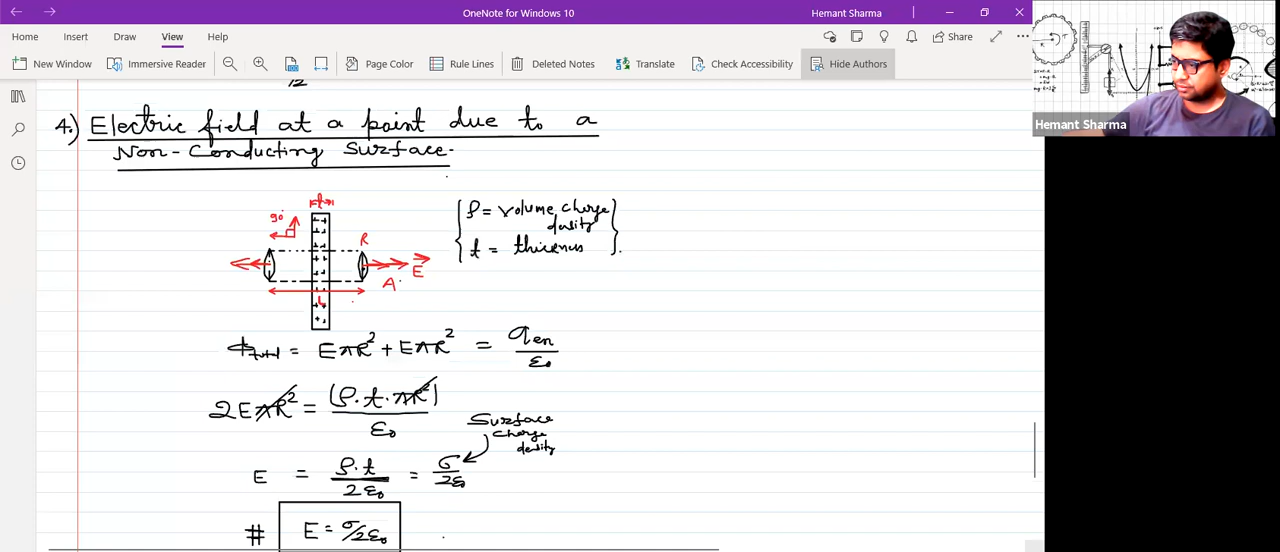 OneNote for Windows 10
Hemant Sharma
Home Insert Draw View Help
Share
New Window Immersive Reader Page Color Rule Lines Deleted Notes Translate Check Accessibility Hide Authors
Hemant Sharma
12
4.) Electric field at a point due to a
Non-Conducting Surface.
t
90°
R
E
A
L
ρ = volume charge
density
t = thickness
Φtotal = EπR² + EπR² = qen/ε₀
2EπR² = (ρ.t.πR²)/ε₀
Surface
charge
density
E = ρ.t/2ε₀ = σ/2ε₀
# E = σ/2ε₀